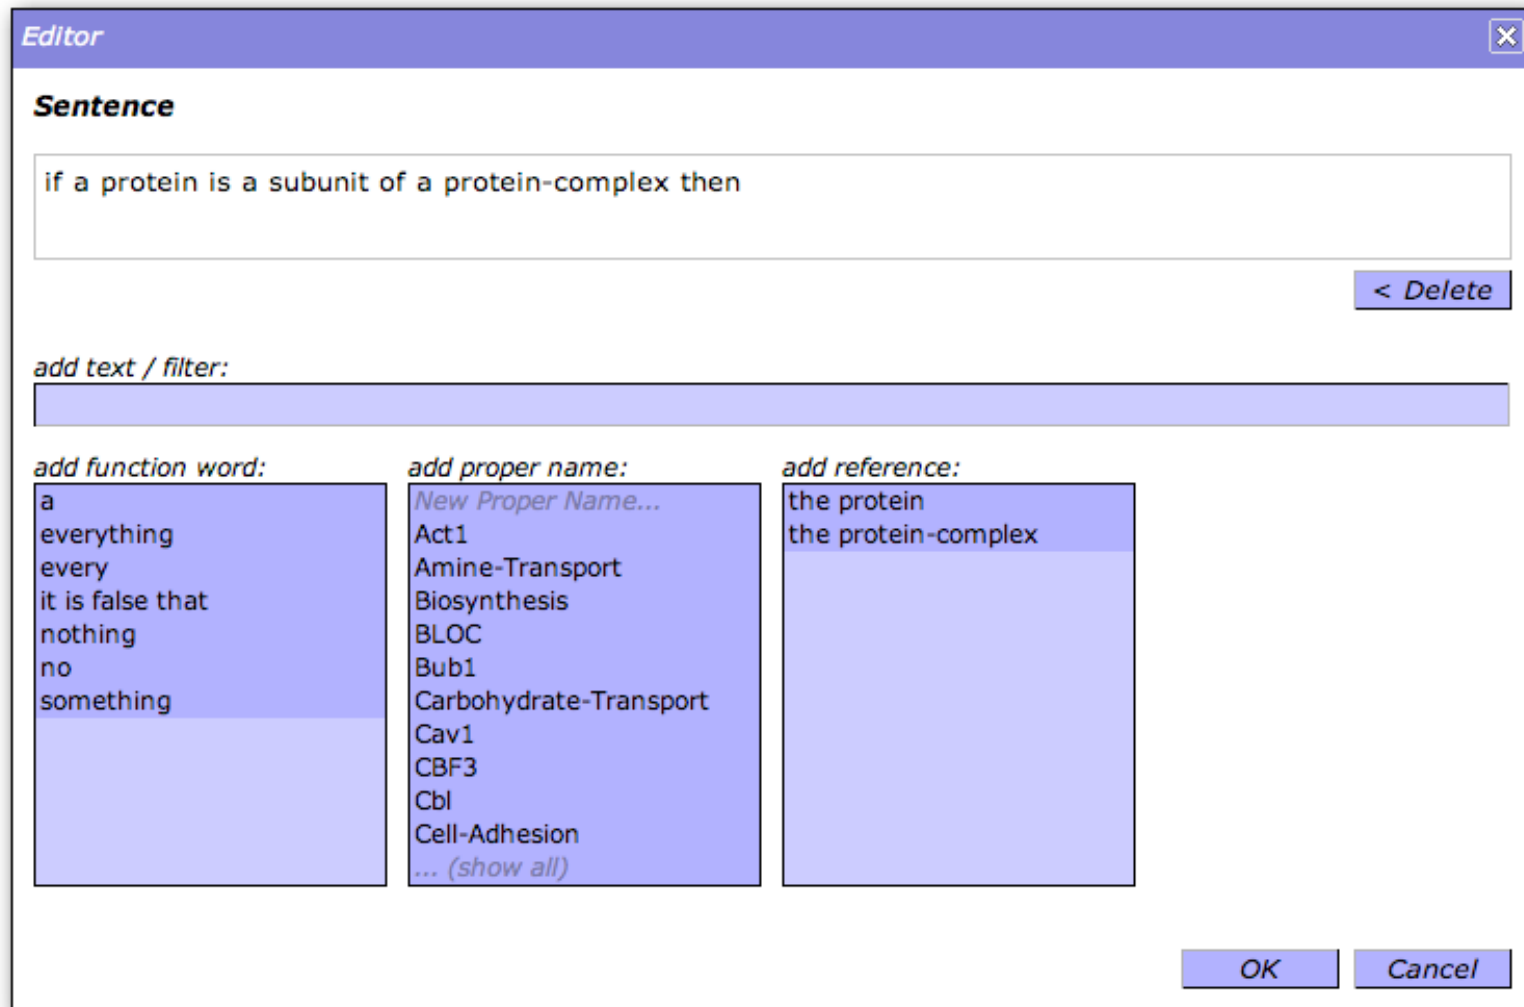 Editor
Sentence
if a protein is a subunit of a protein-complex then
< Delete
add text / filter:
add function word:
a
everything
every
it is false that
nothing
no
something
add proper name:
New Proper Name...
Act1
Amine-Transport
Biosynthesis
BLOC
Bub1
Carbohydrate-Transport
Cav1
CBF3
Cbl
Cell-Adhesion
... (show all)
add reference:
the protein
the protein-complex
OK
Cancel